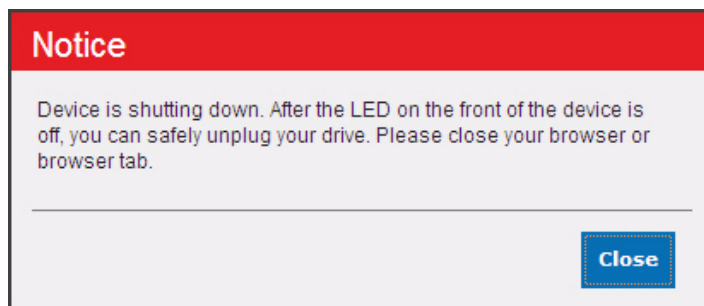 Notice
Device is shutting down. After the LED on the front of the device is
off, you can safely unplug your drive. Please close your browser or
browser tab.
Close